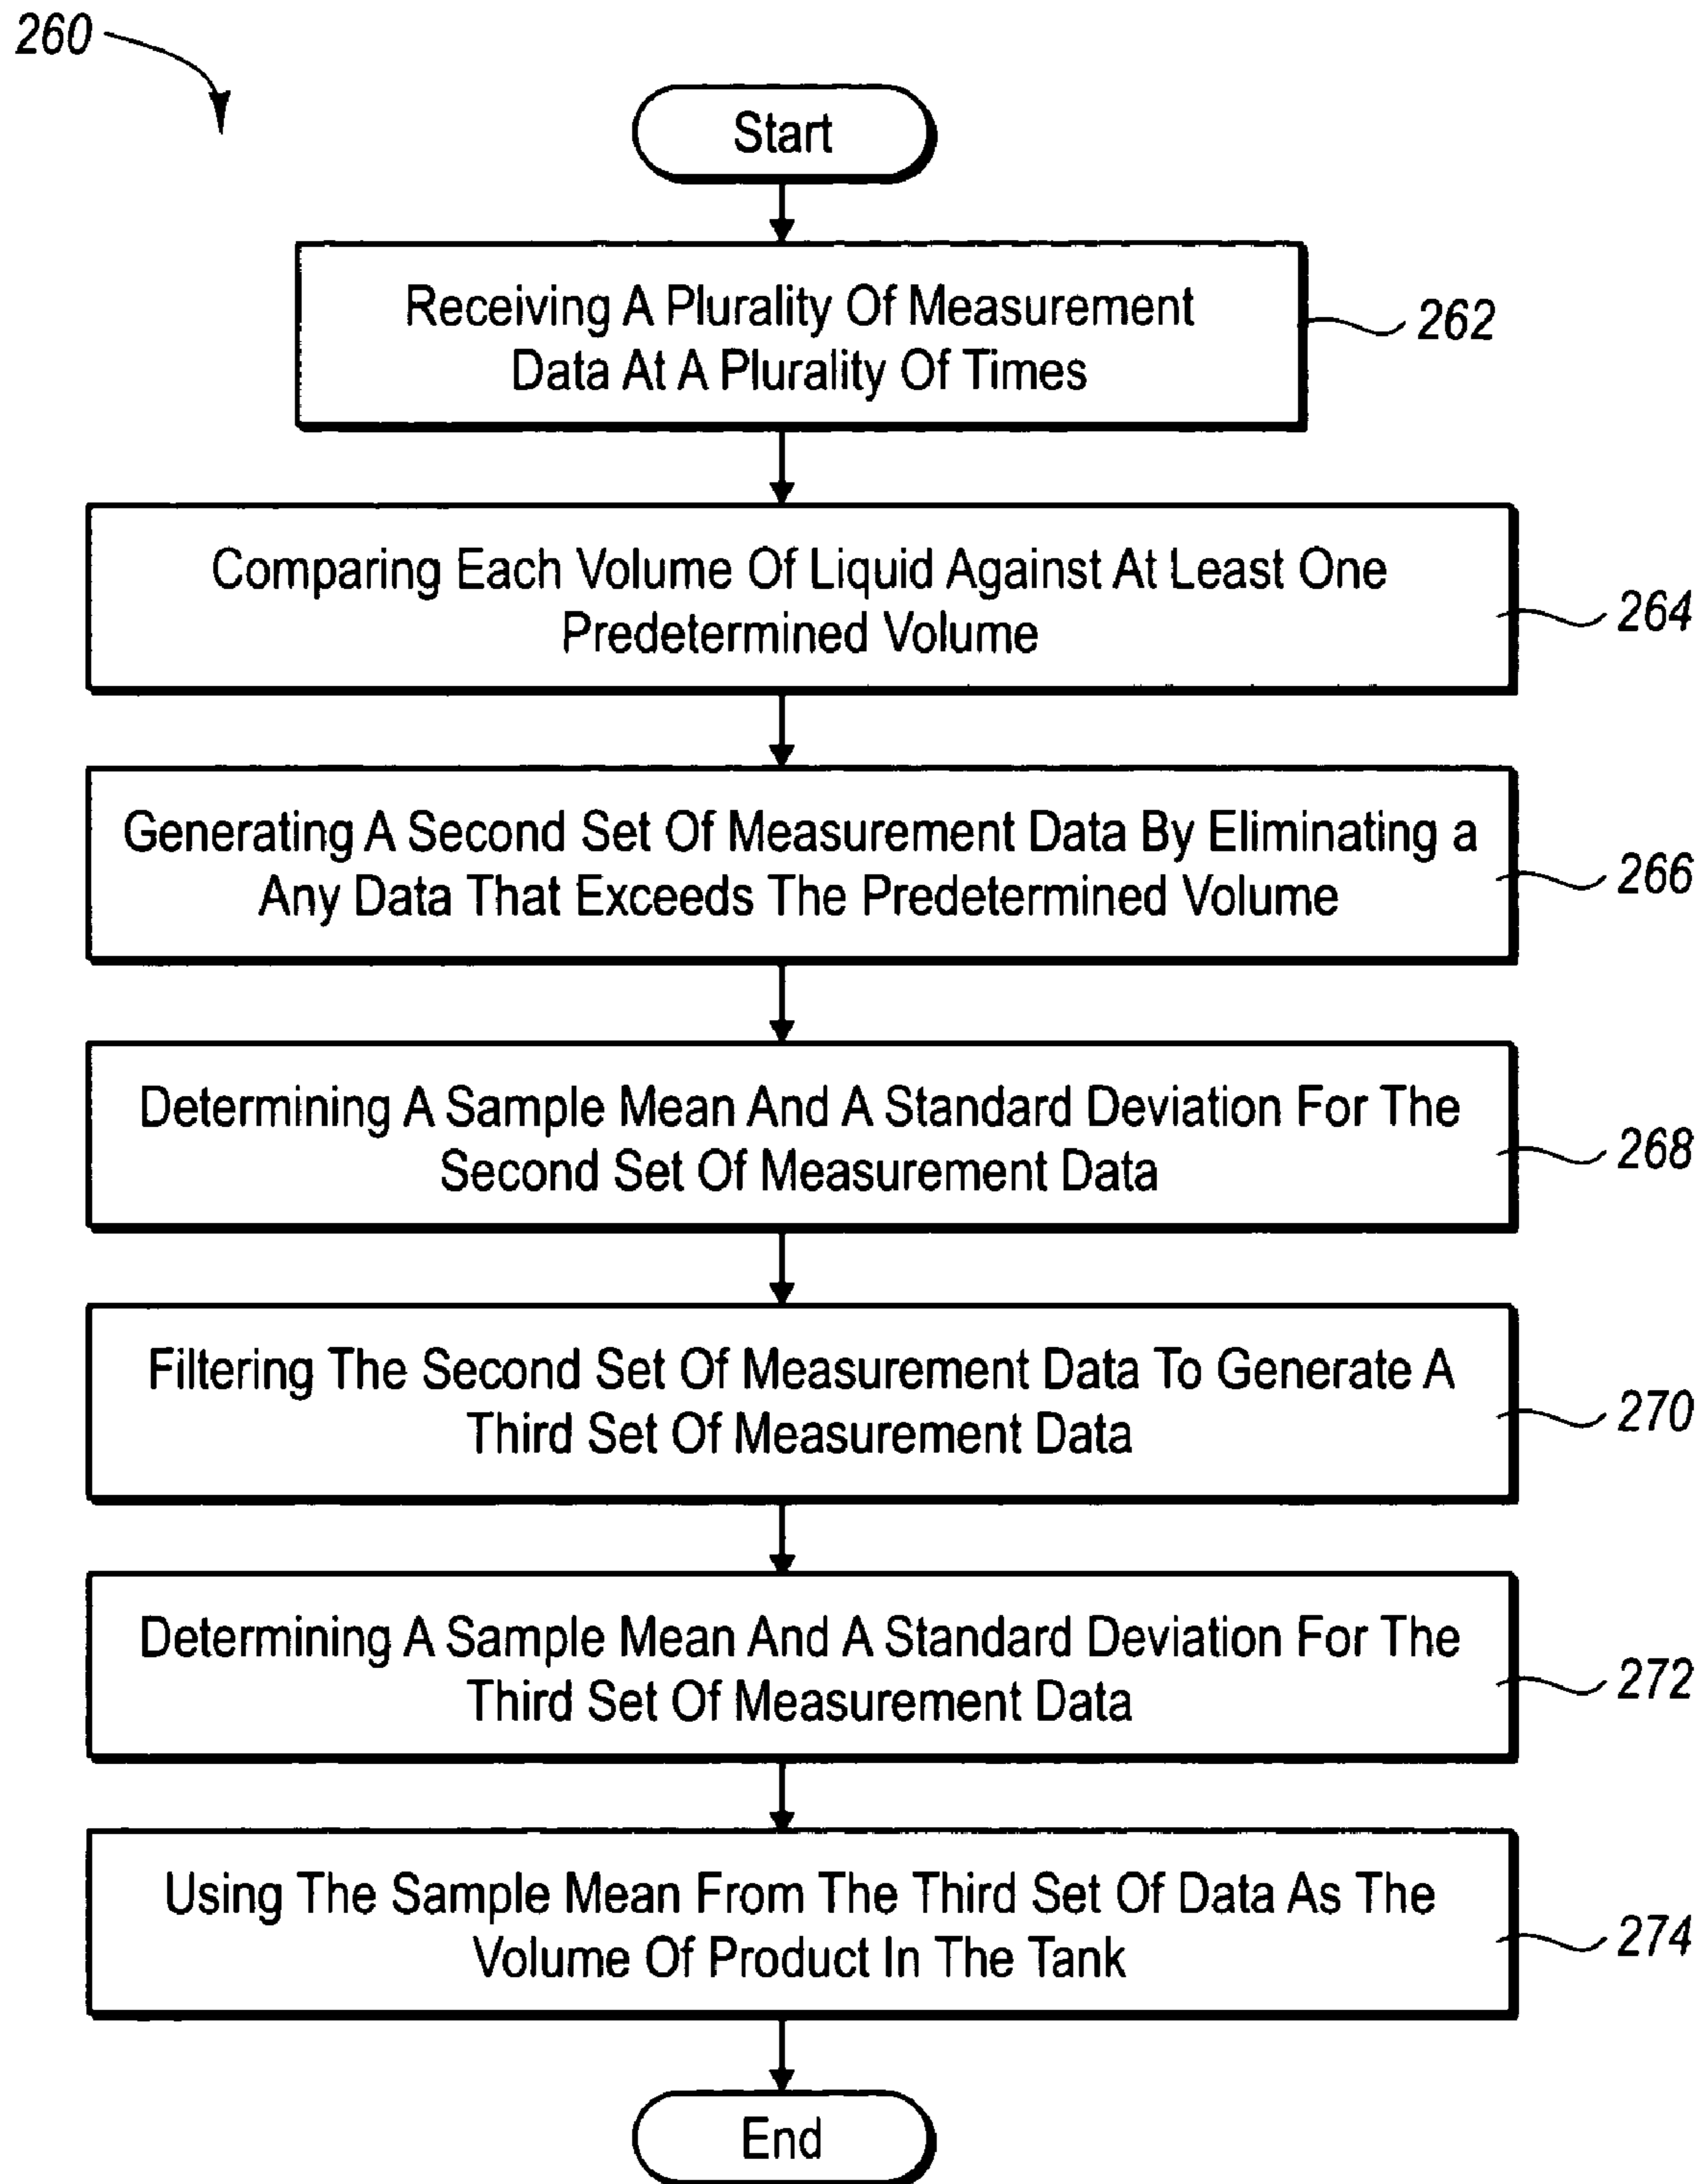 260
Start
Receiving A Plurality Of Measurement
Data At A Plurality Of Times
262
Comparing Each Volume Of Liquid Against At Least One
Predetermined Volume
264
Generating A Second Set Of Measurement Data By Eliminating a
Any Data That Exceeds The Predetermined Volume
266
Determining A Sample Mean And A Standard Deviation For The
Second Set Of Measurement Data
268
Filtering The Second Set Of Measurement Data To Generate A
Third Set Of Measurement Data
270
Determining A Sample Mean And A Standard Deviation For The
Third Set Of Measurement Data
272
Using The Sample Mean From The Third Set Of Data As The
Volume Of Product In The Tank
274
End